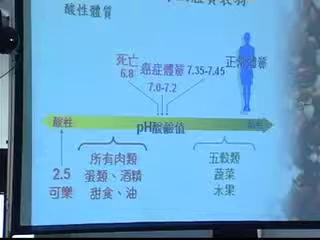 酸性體質
死亡
6.8
癌症體質
7.0-7.2
7.35-7.45
正常體質
酸性
pH酸鹼值
2.5
可樂
所有肉類
蛋類、酒精
甜食、油
五穀類
蔬菜
水果